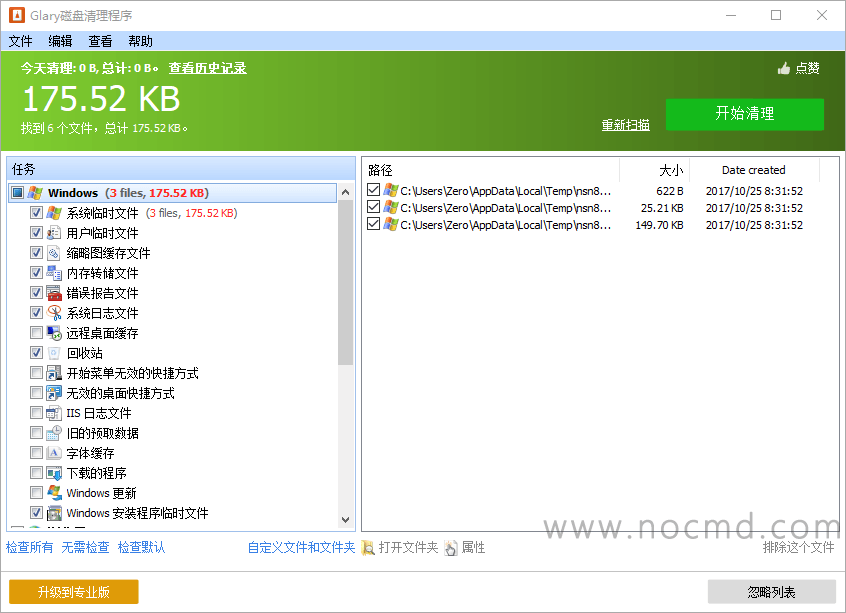 Glary磁盘清理程序
文件 编辑 查看 帮助
今天清理: 0 B, 总计: 0 B。 查看历史记录
点赞
175.52 KB
找到 6 个文件，总计 175.52 KB。
重新扫描
开始清理
任务
Windows (3 files, 175.52 KB)
系统临时文件 (3 files, 175.52 KB)
用户临时文件
缩略图缓存文件
内存转储文件
错误报告文件
系统日志文件
远程桌面缓存
回收站
开始菜单无效的快捷方式
无效的桌面快捷方式
IIS 日志文件
旧的预取数据
字体缓存
下载的程序
Windows 更新
Windows 安装程序临时文件
路径 大小 Date created
C:\Users\Zero\AppData\Local\Temp\nsn8... 622 B 2017/10/25 8:31:52
C:\Users\Zero\AppData\Local\Temp\nsn8... 25.21 KB 2017/10/25 8:31:52
C:\Users\Zero\AppData\Local\Temp\nsn8... 149.70 KB 2017/10/25 8:31:52
www.nocmd.com
检查所有 无需检查 检查默认 自定义文件和文件夹 打开文件夹 属性 排除这个文件
升级到专业版 忽略列表